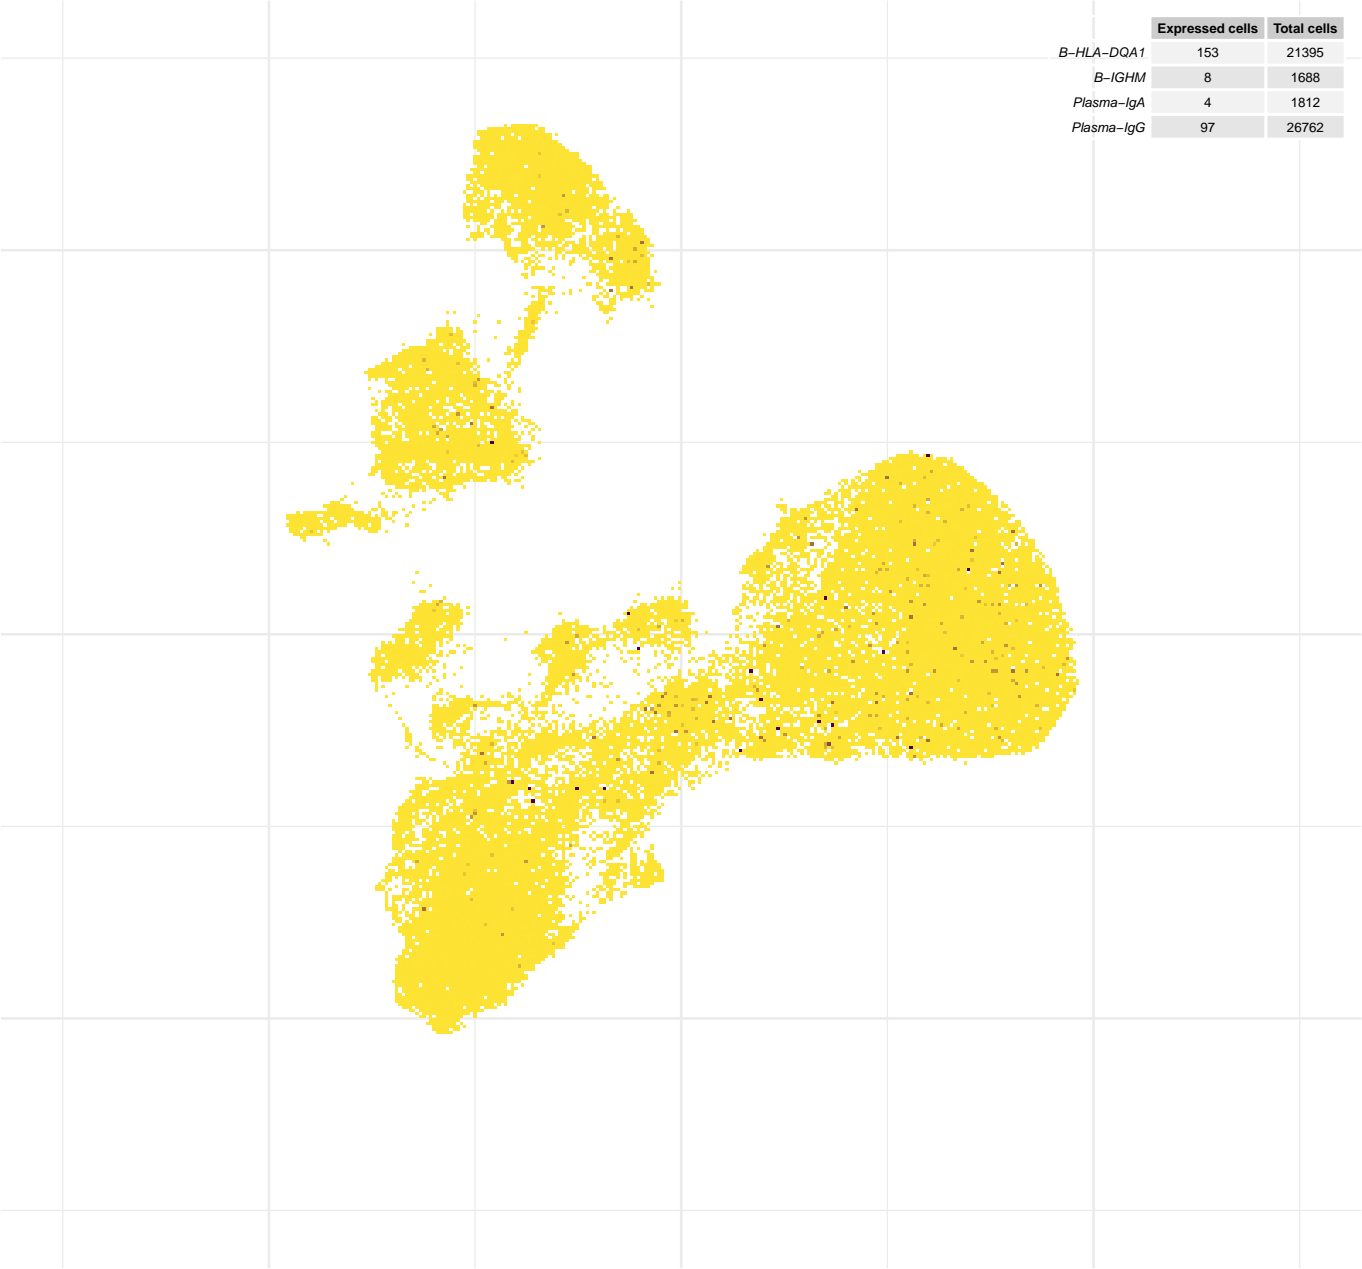 Expressed cells Total cells
B−HLA−DQA1 153 21395
B−IGHM 8 1688
Plasma−IgA 4 1812
Plasma−IgG 97 26762